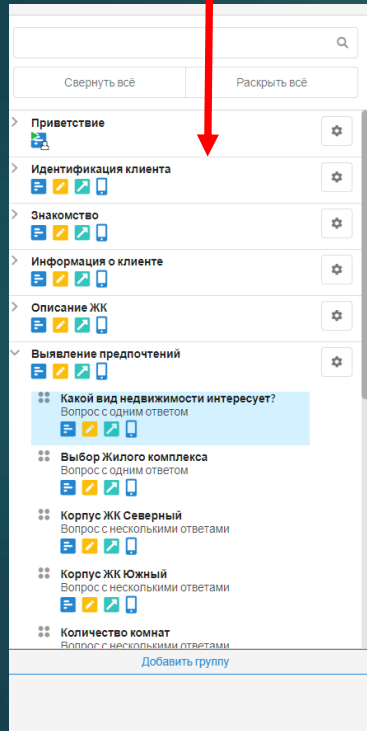 Свернуть всё Раскрыть всё
Приветствие
Идентификация клиента
Знакомство
Информация о клиенте
Описание ЖК
Выявление предпочтений
Какой вид недвижимости интересует?
Вопрос с одним ответом
Выбор Жилого комплекса
Вопрос с одним ответом
Корпус ЖК Северный
Вопрос с несколькими ответами
Корпус ЖК Южный
Вопрос с несколькими ответами
Количество комнат
Вопрос с несколькими ответами
Добавить группу